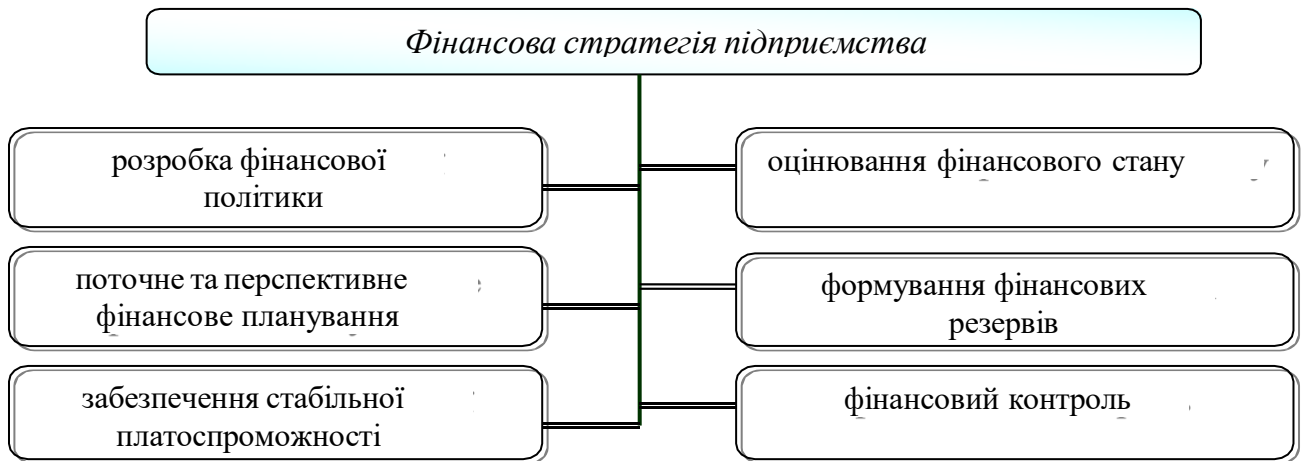 Фінансова стратегія підприємства
розробка фінансової
політики
поточне та перспективне
фінансове планування
забезпечення стабільної
платоспроможності
оцінювання фінансового стану
формування фінансових
резервів
фінансовий контроль